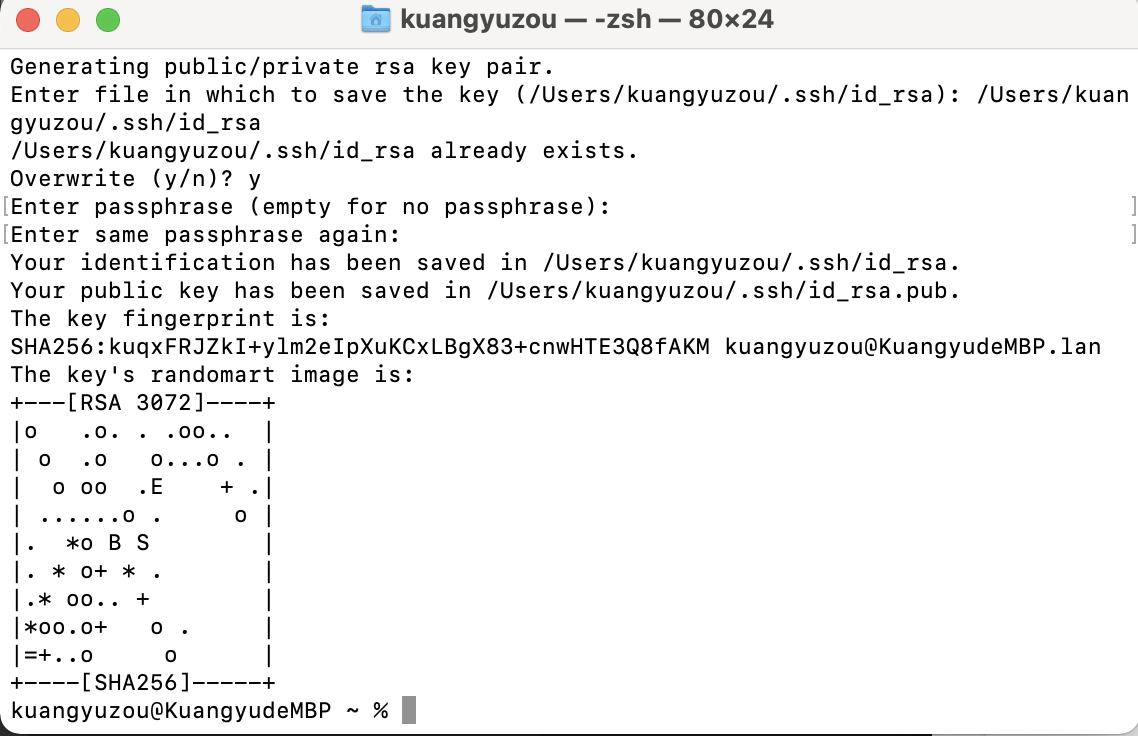 kuangyuzou — -zsh — 80×24
Generating public/private rsa key pair.
Enter file in which to save the key (/Users/kuangyuzou/.ssh/id_rsa): /Users/kuan
gyuzou/.ssh/id_rsa
/Users/kuangyuzou/.ssh/id_rsa already exists.
Overwrite (y/n)? y
[Enter passphrase (empty for no passphrase): ]
[Enter same passphrase again: ]
Your identification has been saved in /Users/kuangyuzou/.ssh/id_rsa.
Your public key has been saved in /Users/kuangyuzou/.ssh/id_rsa.pub.
The key fingerprint is:
SHA256:kuqxFRJZkI+ylm2eIpXuKCxLBgX83+cnwHTE3Q8fAKM kuangyuzou@KuangyudeMBP.lan
The key's randomart image is:
+---[RSA 3072]----+
|o   .o. . .oo..  |
| o  .o   o...o . |
|  o oo  .E    + .|
| ......o .     o |
|.  *o B S        |
|. * o+ * .       |
|.* oo.. +        |
|*oo.o+   o .     |
|=+..o     o      |
+----[SHA256]-----+
kuangyuzou@KuangyudeMBP ~ %